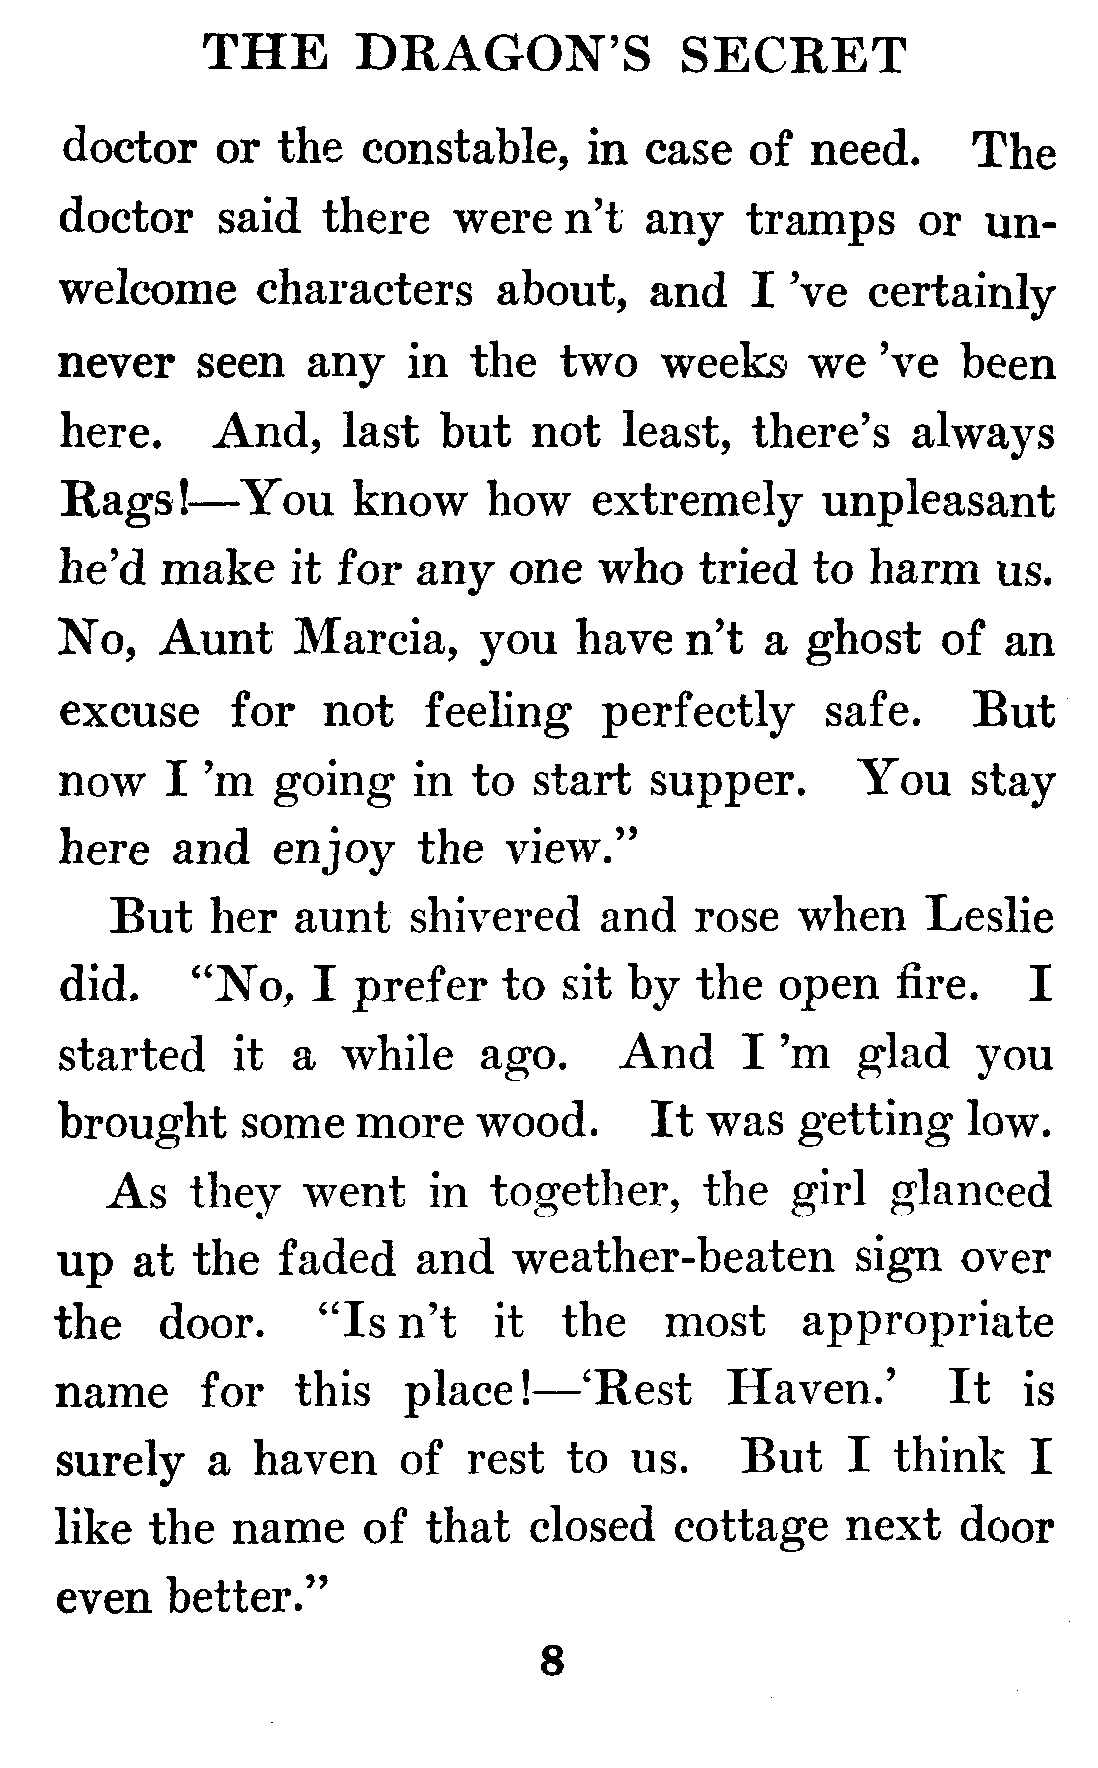 THE DRAGON'S SECRET
doctor or the constable, in case of need. The
doctor said there were n't any tramps or un-
welcome characters about, and I 've certainly
never seen any in the two weeks we 've been
here. And, last but not least, there's always
Rags!—You know how extremely unpleasant
he'd make it for any one who tried to harm us.
No, Aunt Marcia, you have n't a ghost of an
excuse for not feeling perfectly safe. But
now I 'm going in to start supper. You stay
here and enjoy the view."
But her aunt shivered and rose when Leslie
did. "No, I prefer to sit by the open fire. I
started it a while ago. And I 'm glad you
brought some more wood. It was getting low.
As they went in together, the girl glanced
up at the faded and weather-beaten sign over
the door. "Is n't it the most appropriate
name for this place!—'Rest Haven.' It is
surely a haven of rest to us. But I think I
like the name of that closed cottage next door
even better."
8